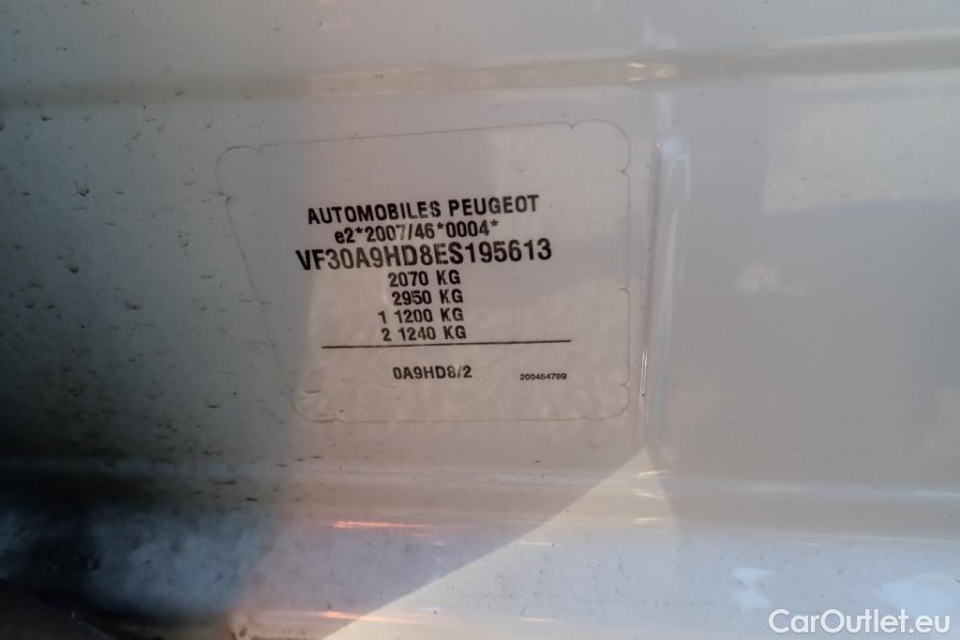 AUTOMOBILES PEUGEOT
e2*2007/46*0004*
VF30A9HD8ES195613
2070 KG
2950 KG
1 1200 KG
2 1240 KG
0A9HD8/2 200464789
CarOutlet.eu